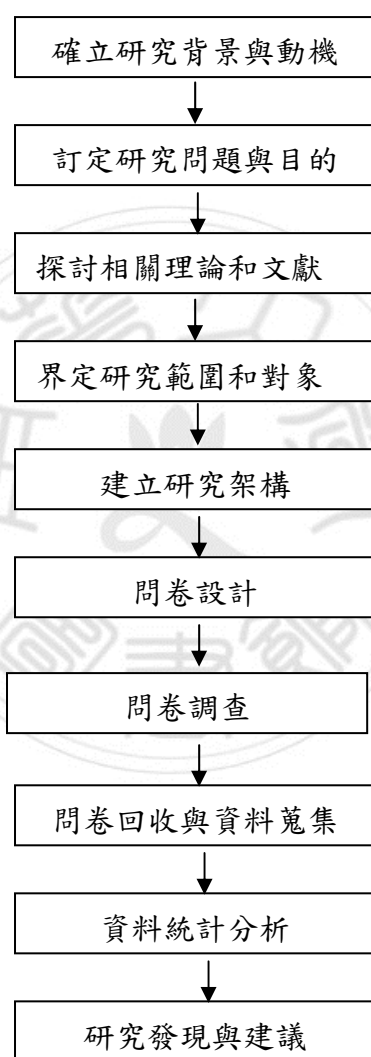 確立研究背景與動機
訂定研究問題與目的
探討相關理論和文獻
界定研究範圍和對象
建立研究架構
問卷設計
問卷調查
問卷回收與資料蒐集
資料統計分析
研究發現與建議